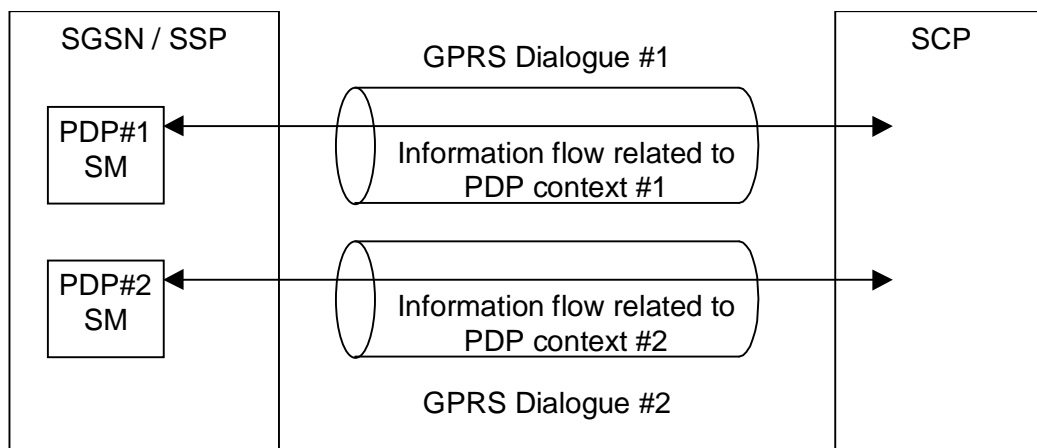 SGSN / SSP
SCP
GPRS Dialogue #1
PDP#1
SM
Information flow related to
PDP context #1
PDP#2
SM
Information flow related to
PDP context #2
GPRS Dialogue #2